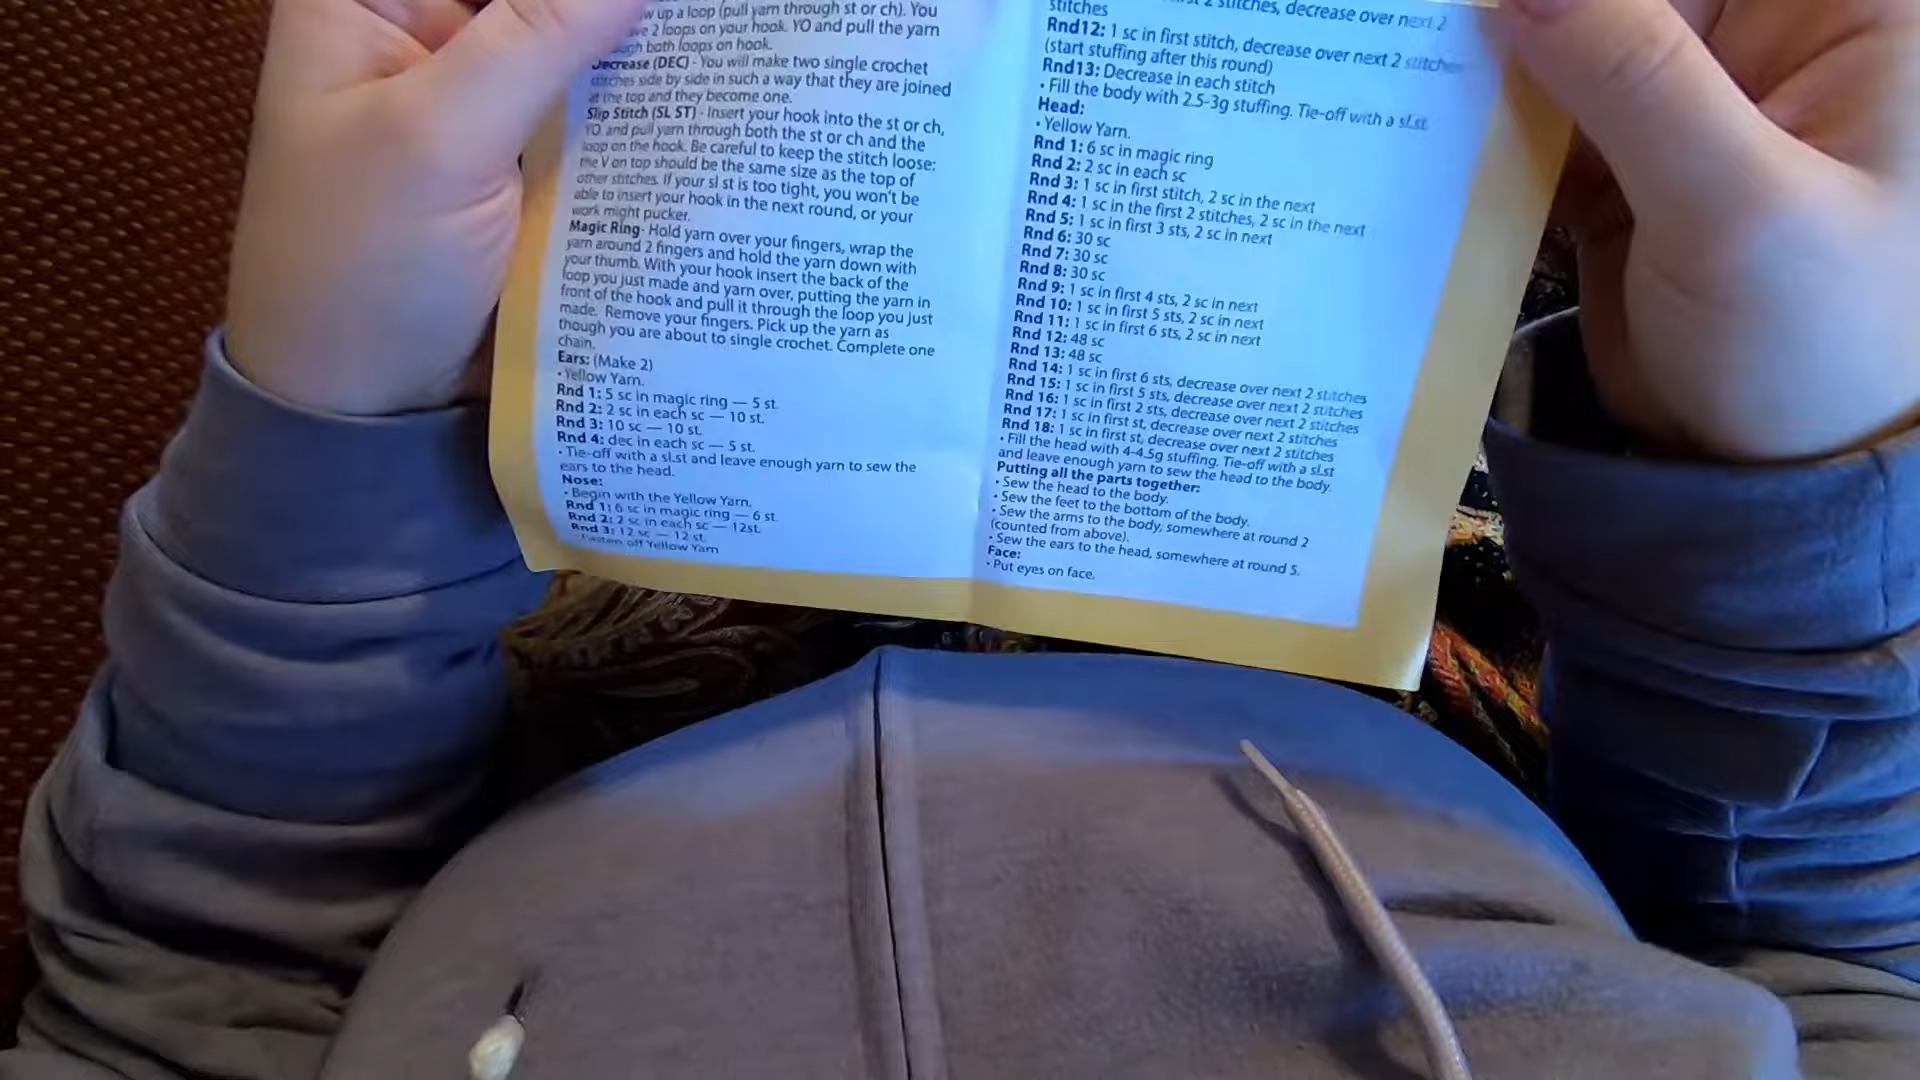 up a loop (pull yarn through st or ch). You
2 loops on your hook. YO and pull the yarn
both loops on hook.
Decrease (DEC) - You will make two single crochet
stitches side by side in such a way that they are joined
at the top and they become one.
Slip Stitch (SL ST) - Insert your hook into the st or ch,
YO, and pull yarn through both the st or ch and the
loop on the hook. Be careful to keep the stitch loose:
the V on top should be the same size as the top of
other stitches. If your sl st is too tight, you won't be
able to insert your hook in the next round, or your
work might pucker.
Magic Ring- Hold yarn over your fingers, wrap the
yarn around 2 fingers and hold the yarn down with
your thumb. With your hook insert the back of the
loop you just made and yarn over, putting the yarn in
front of the hook and pull it through the loop you just
made. Remove your fingers. Pick up the yarn as
though you are about to single crochet. Complete one
chain.
Ears: (Make 2)
• Yellow Yarn.
Rnd 1: 5 sc in magic ring — 5 st.
Rnd 2: 2 sc in each sc — 10 st.
Rnd 3: 10 sc — 10 st.
Rnd 4: dec in each sc — 5 st.
• Tie-off with a sl.st and leave enough yarn to sew the
ears to the head.
Nose:
• Begin with the Yellow Yarn.
Rnd 1: 6 sc in magic ring — 6 st.
Rnd 2: 2 sc in each sc — 12st.
Rnd 3: 12 sc — 12 st.
• Fasten off Yellow Yarn
2 stitches, decrease over next 2
stitches
Rnd12: 1 sc in first stitch, decrease over next 2 stitches
(start stuffing after this round)
Rnd13: Decrease in each stitch
• Fill the body with 2.5-3g stuffing. Tie-off with a sl.st.
Head:
• Yellow Yarn.
Rnd 1: 6 sc in magic ring
Rnd 2: 2 sc in each sc
Rnd 3: 1 sc in first stitch, 2 sc in the next
Rnd 4: 1 sc in the first 2 stitches, 2 sc in the next
Rnd 5: 1 sc in first 3 sts, 2 sc in next
Rnd 6: 30 sc
Rnd 7: 30 sc
Rnd 8: 30 sc
Rnd 9: 1 sc in first 4 sts, 2 sc in next
Rnd 10: 1 sc in first 5 sts, 2 sc in next
Rnd 11: 1 sc in first 6 sts, 2 sc in next
Rnd 12: 48 sc
Rnd 13: 48 sc
Rnd 14: 1 sc in first 6 sts, decrease over next 2 stitches
Rnd 15: 1 sc in first 5 sts, decrease over next 2 stitches
Rnd 16: 1 sc in first 2 sts, decrease over next 2 stitches
Rnd 17: 1 sc in first st, decrease over next 2 stitches
Rnd 18: 1 sc in first st, decrease over next 2 stitches
• Fill the head with 4-4.5g stuffing. Tie-off with a sl.st
and leave enough yarn to sew the head to the body.
Putting all the parts together:
• Sew the head to the body.
• Sew the feet to the bottom of the body.
• Sew the arms to the body, somewhere at round 2
(counted from above).
• Sew the ears to the head, somewhere at round 5.
Face:
• Put eyes on face.